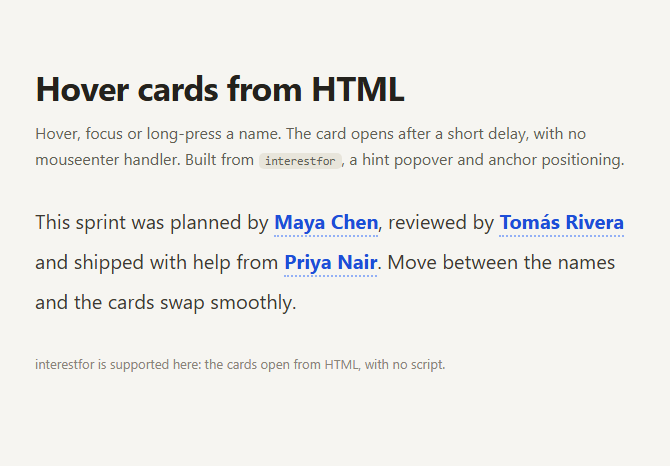 Hover cards from HTML
Hover, focus or long-press a name. The card opens after a short delay, with no
mouseenter handler. Built from interestfor, a hint popover and anchor positioning.
This sprint was planned by Maya Chen, reviewed by Tomás Rivera
and shipped with help from Priya Nair. Move between the names
and the cards swap smoothly.
interestfor is supported here: the cards open from HTML, with no script.